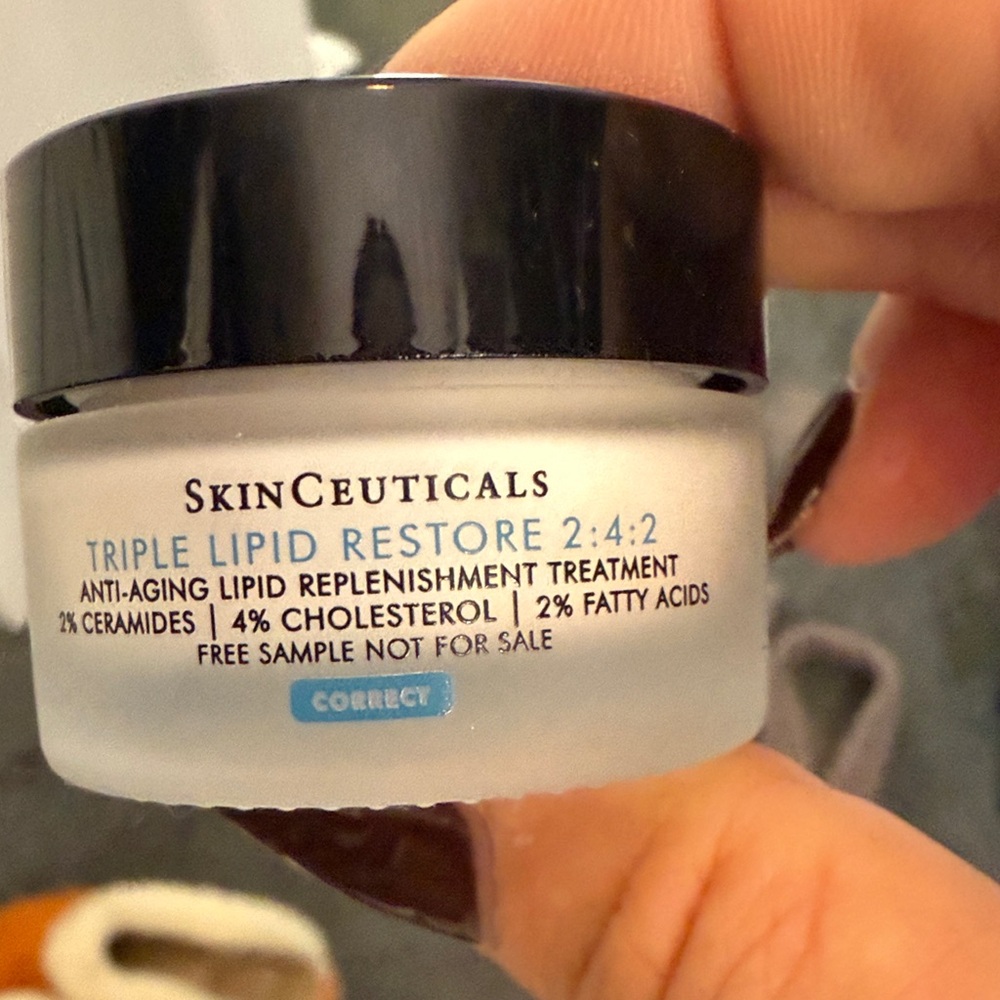 SKINCEUTICALS
TRIPLE LIPID RESTORE 2:4:2
ANTI-AGING LIPID REPLENISHMENT TREATMENT
2% CERAMIDES | 4% CHOLESTEROL | 2% FATTY ACIDS
FREE SAMPLE NOT FOR SALE
CORRECT